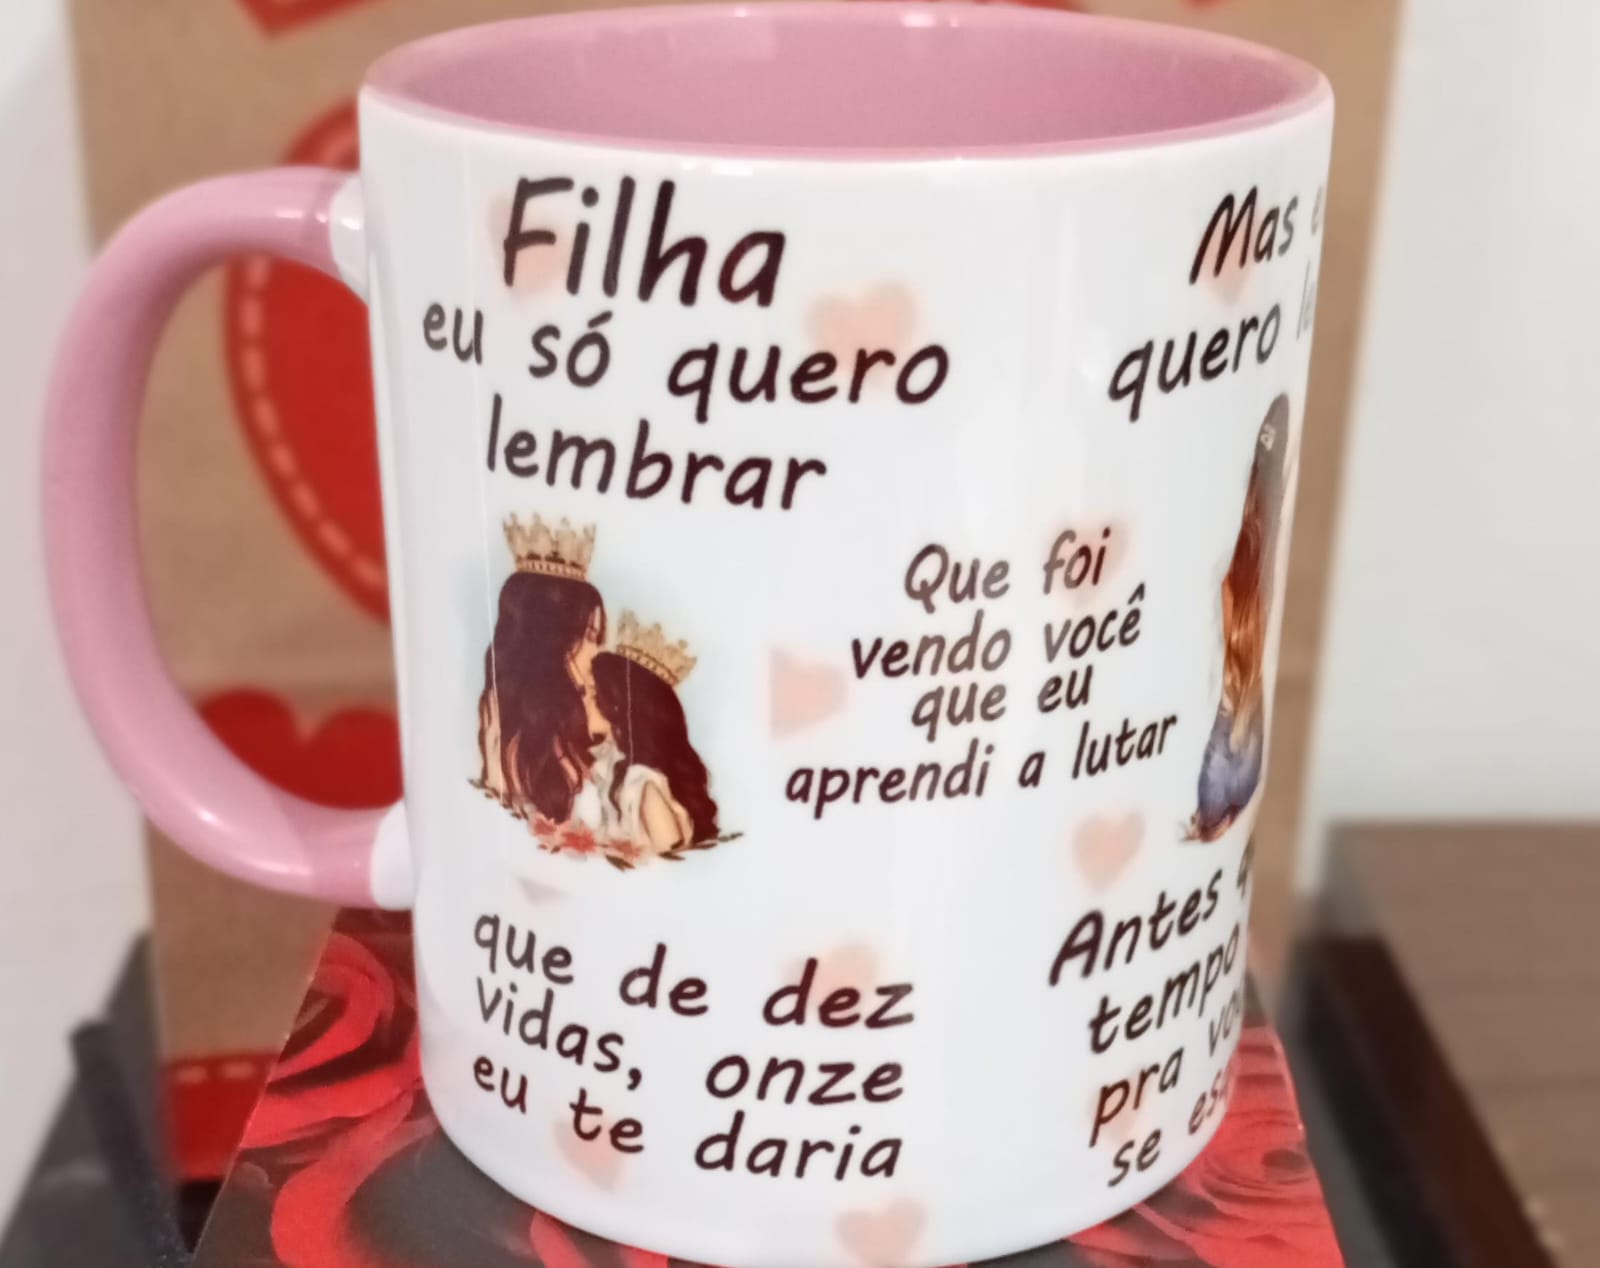 Filha
eu só quero
lembrar
que de dez
vidas, onze
eu te daria
Que foi
vendo você
que eu
aprendi a lutar
Mas
quero
Antes
tempo
pra
se